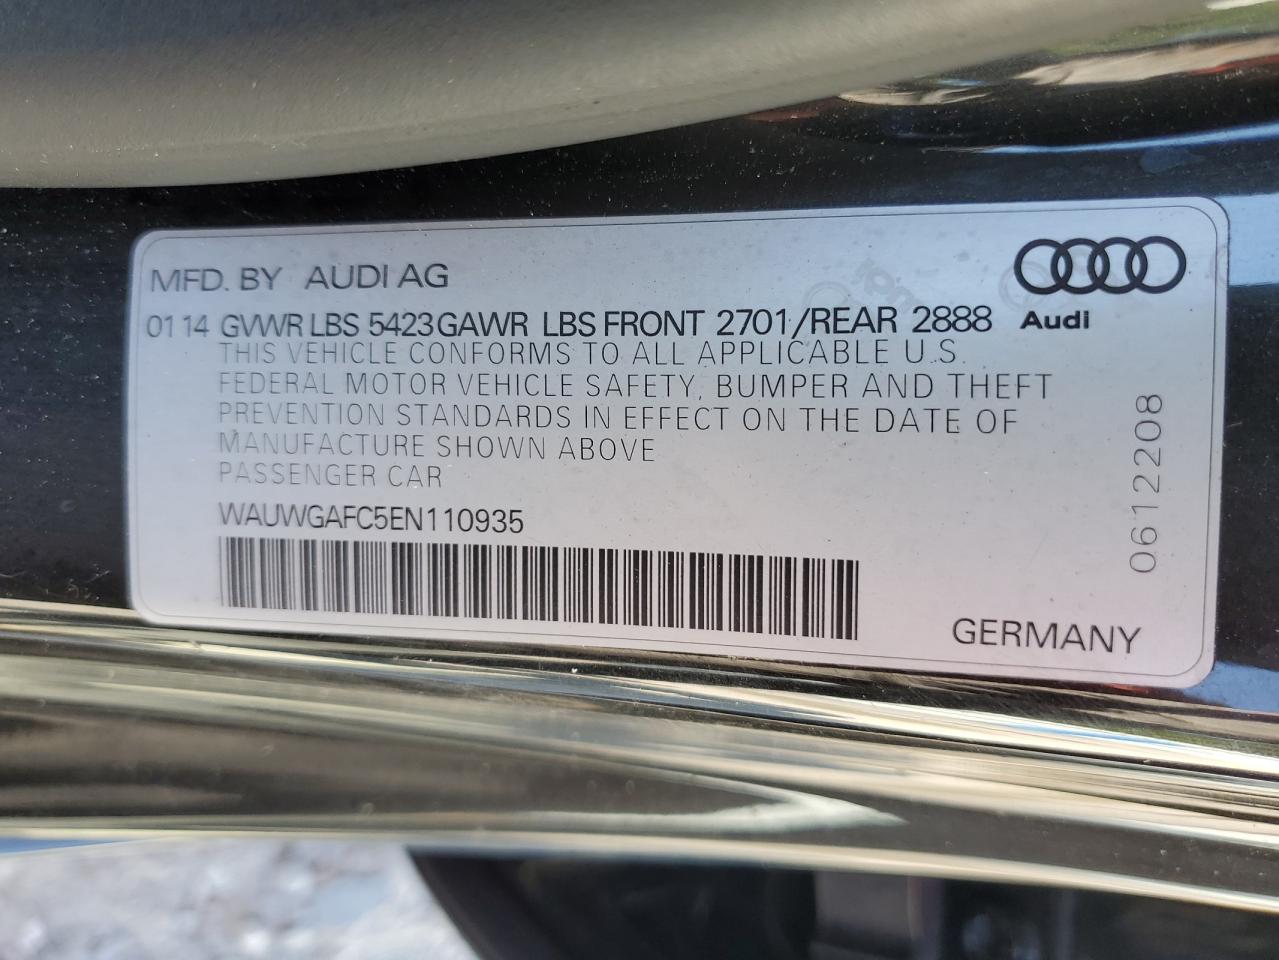 MFD. BY AUDI AG
01 14 GVWR LBS 5423 GAWR LBS FRONT 2701/REAR 2888
Audi
THIS VEHICLE CONFORMS TO ALL APPLICABLE U.S.
FEDERAL MOTOR VEHICLE SAFETY, BUMPER AND THEFT
PREVENTION STANDARDS IN EFFECT ON THE DATE OF
MANUFACTURE SHOWN ABOVE
PASSENGER CAR
WAUWGAFC5EN110935
GERMANY
0612208